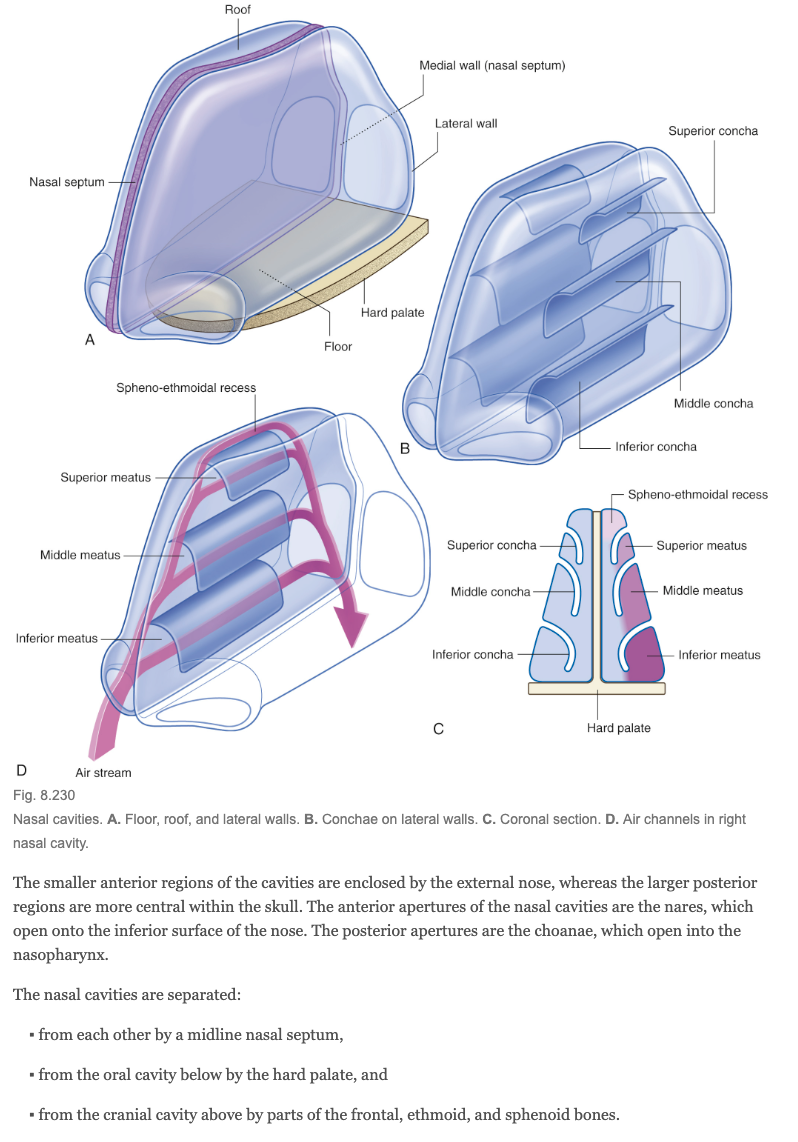 Roof
Medial wall (nasal septum)
Lateral wall
Nasal septum
Hard palate
Floor
A
Superior concha
Middle concha
Inferior concha
B
Spheno-ethmoidal recess
Superior meatus
Middle meatus
Inferior meatus
Air stream
D
Spheno-ethmoidal recess
Superior concha
Superior meatus
Middle concha
Middle meatus
Inferior concha
Inferior meatus
Hard palate
C
Fig. 8.230
Nasal cavities. A. Floor, roof, and lateral walls. B. Conchae on lateral walls. C. Coronal section. D. Air channels in right
nasal cavity.
The smaller anterior regions of the cavities are enclosed by the external nose, whereas the larger posterior
regions are more central within the skull. The anterior apertures of the nasal cavities are the nares, which
open onto the inferior surface of the nose. The posterior apertures are the choanae, which open into the
nasopharynx.
The nasal cavities are separated:
▪ from each other by a midline nasal septum,
▪ from the oral cavity below by the hard palate, and
▪ from the cranial cavity above by parts of the frontal, ethmoid, and sphenoid bones.